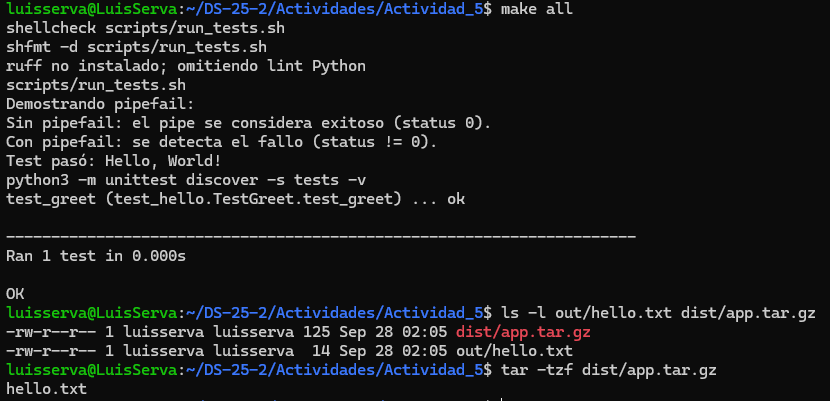 luisserva@LuisServa:~/DS-25-2/Actividades/Actividad_5$ make all
shellcheck scripts/run_tests.sh
shfmt -d scripts/run_tests.sh
ruff no instalado; omitiendo lint Python
scripts/run_tests.sh
Demostrando pipefail:
Sin pipefail: el pipe se considera exitoso (status 0).
Con pipefail: se detecta el fallo (status != 0).
Test pasó: Hello, World!
python3 -m unittest discover -s tests -v
test_greet (test_hello.TestGreet.test_greet) ... ok

----------------------------------------------------------------------
Ran 1 test in 0.000s

OK
luisserva@LuisServa:~/DS-25-2/Actividades/Actividad_5$ ls -l out/hello.txt dist/app.tar.gz
-rw-r--r-- 1 luisserva luisserva 125 Sep 28 02:05 dist/app.tar.gz
-rw-r--r-- 1 luisserva luisserva  14 Sep 28 02:05 out/hello.txt
luisserva@LuisServa:~/DS-25-2/Actividades/Actividad_5$ tar -tzf dist/app.tar.gz
hello.txt